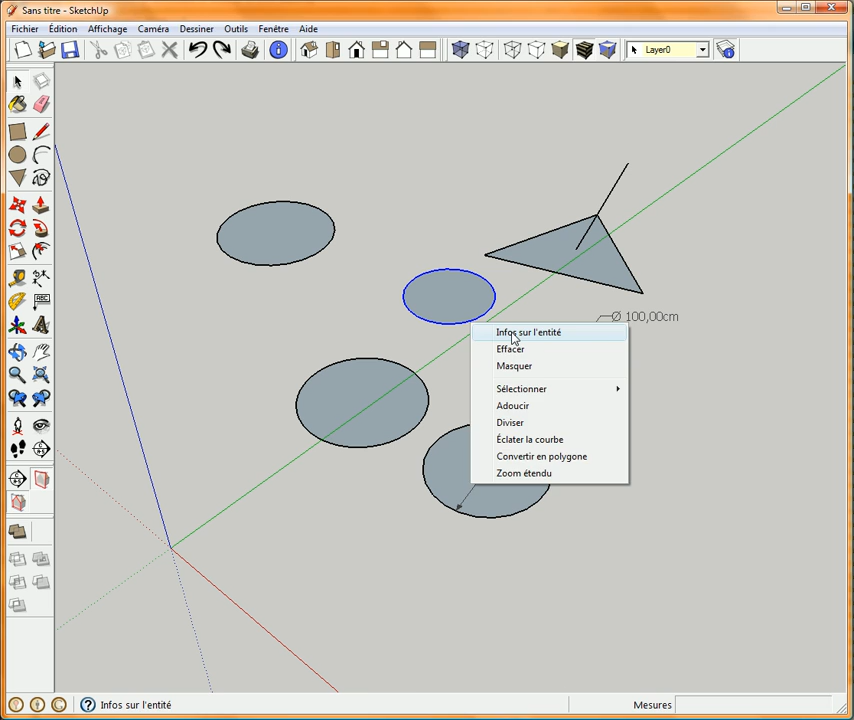 Sans titre - SketchUp
Fichier Édition Affichage Caméra Dessiner Outils Fenêtre Aide
Layer0
Ø 100,00cm
Infos sur l'entité
Effacer
Masquer
Sélectionner
Adoucir
Diviser
Éclater la courbe
Convertir en polygone
Zoom étendu
Infos sur l'entité Mesures